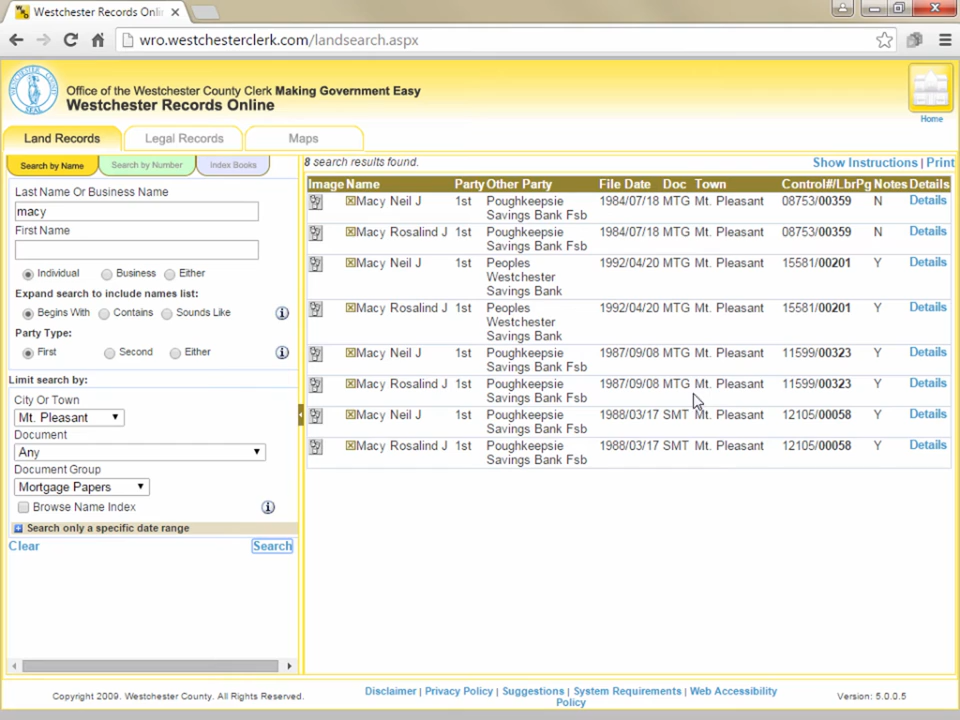 Westchester Records Onlin
wro.westchesterclerk.com/landsearch.aspx
Office of the Westchester County Clerk Making Government Easy
Westchester Records Online
Home
Land Records Legal Records Maps
Search by Name Search by Number Index Books
8 search results found.
Show Instructions | Print
Last Name Or Business Name
macy
First Name
Individual Business Either
Expand search to include names list:
Begins With Contains Sounds Like
Party Type:
First Second Either
Limit search by:
City Or Town
Mt. Pleasant
Document
Any
Document Group
Mortgage Papers
Browse Name Index
Search only a specific date range
Clear Search
Image Name Party Other Party File Date Doc Town Control#/LbrPg Notes Details
Macy Neil J 1st Poughkeepsie 1984/07/18 MTG Mt. Pleasant 08753/00359 N Details
Savings Bank Fsb
Macy Rosalind J 1st Poughkeepsie 1984/07/18 MTG Mt. Pleasant 08753/00359 N Details
Savings Bank Fsb
Macy Neil J 1st Peoples 1992/04/20 MTG Mt. Pleasant 15581/00201 Y Details
Westchester
Savings Bank
Macy Rosalind J 1st Peoples 1992/04/20 MTG Mt. Pleasant 15581/00201 Y Details
Westchester
Savings Bank
Macy Neil J 1st Poughkeepsie 1987/09/08 MTG Mt. Pleasant 11599/00323 Y Details
Savings Bank Fsb
Macy Rosalind J 1st Poughkeepsie 1987/09/08 MTG Mt. Pleasant 11599/00323 Y Details
Savings Bank Fsb
Macy Neil J 1st Poughkeepsie 1988/03/17 SMT Mt. Pleasant 12105/00058 Y Details
Savings Bank Fsb
Macy Rosalind J 1st Poughkeepsie 1988/03/17 SMT Mt. Pleasant 12105/00058 Y Details
Savings Bank Fsb
Copyright 2009. Westchester County. All Rights Reserved.
Disclaimer | Privacy Policy | Suggestions | System Requirements | Web Accessibility
Policy
Version: 5.0.0.5